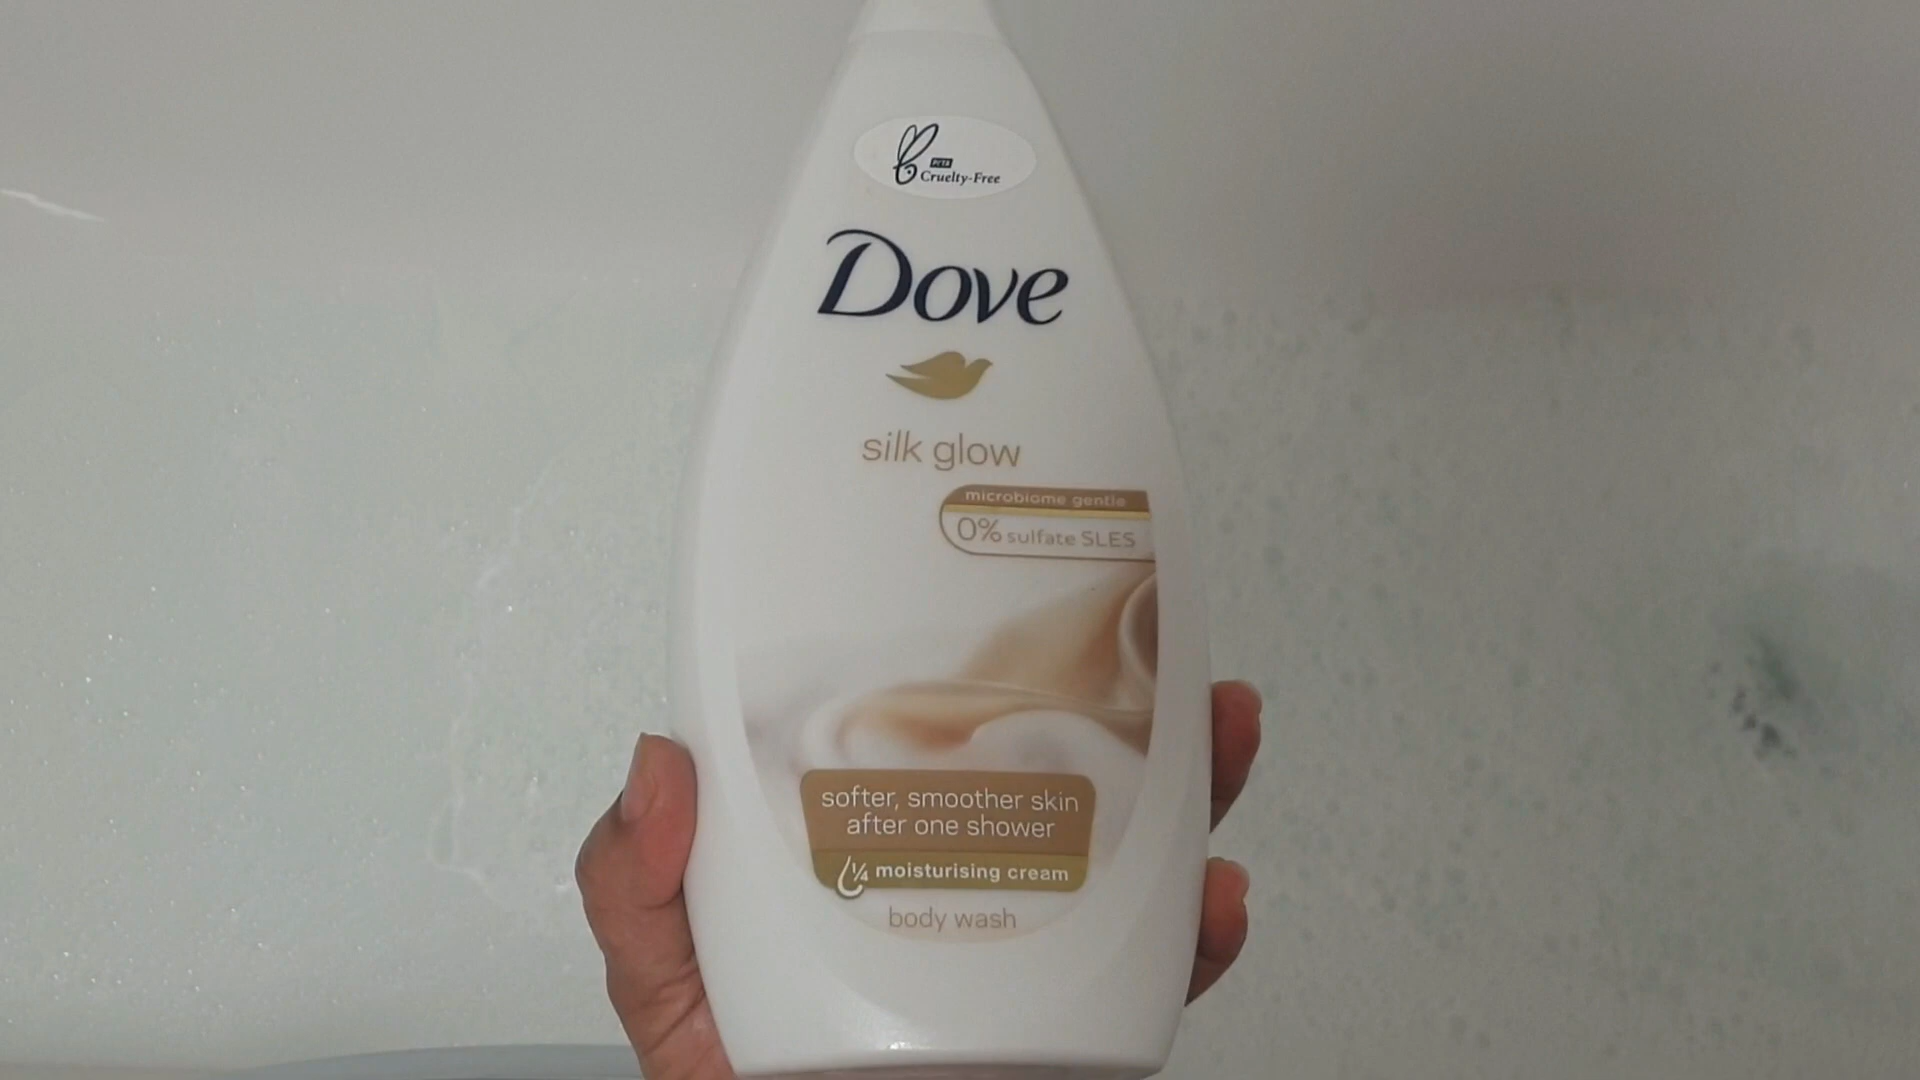 PETA
Cruelty-Free
Dove
silk glow
microbiome gentle
0% sulfate SLES
softer, smoother skin
after one shower
1/4 moisturising cream
body wash